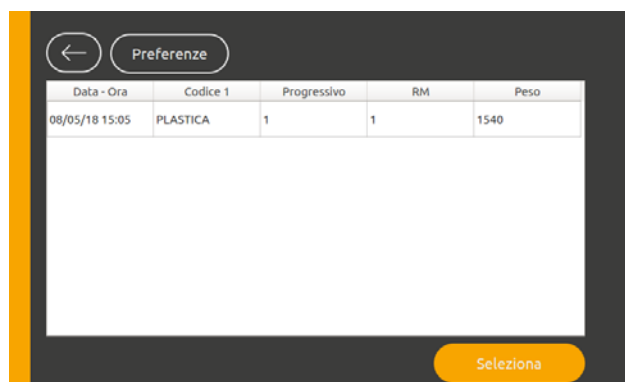 Preferenze
Data - Ora Codice 1 Progressivo RM Peso
08/05/18 15:05 PLASTICA 1 1 1540
Seleziona